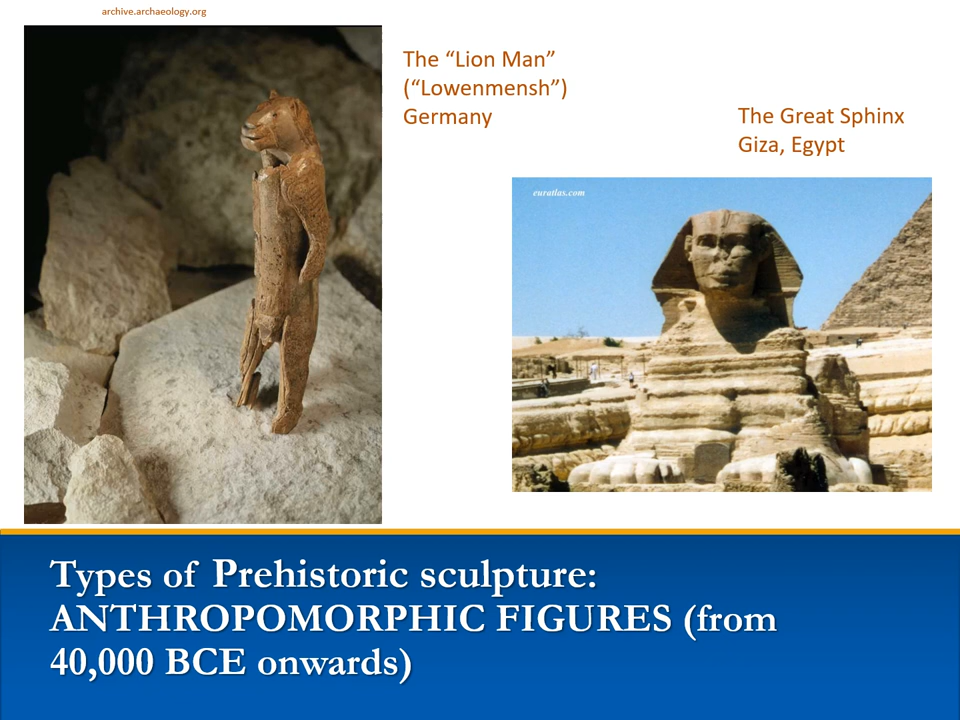 archive.archaeology.org
The “Lion Man”
(“Lowenmensh”)
Germany
The Great Sphinx
Giza, Egypt
euratlas.com
Types of Prehistoric sculpture:
ANTHROPOMORPHIC FIGURES (from
40,000 BCE onwards)